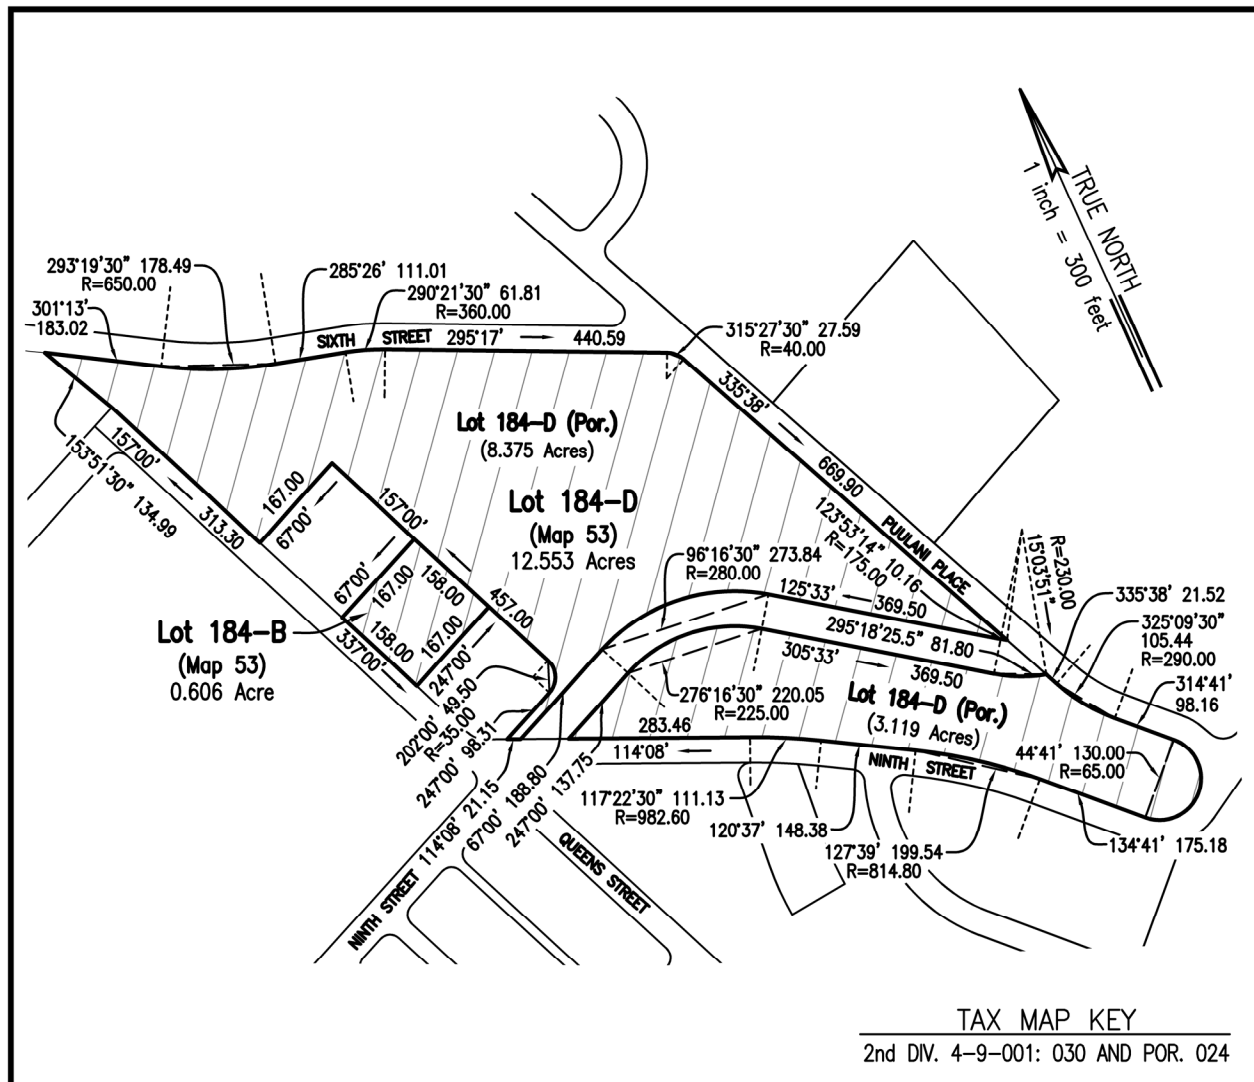 TRUE NORTH
1 inch = 300 feet
293°19'30" 178.49
R=650.00
285°26' 111.01
290°21'30" 61.81
R=360.00
301°13'
183.02
SIXTH STREET 295°17' 440.59
315°27'30" 27.59
R=40.00
335°38'
669.90
PUULANI PLACE
Lot 184-D (Por.)
(8.375 Acres)
Lot 184-D
(Map 53)
12.553 Acres
157°00'
313.30
153°51'30" 134.99
167.00
67°00'
157°00'
457.00
67°00'
167.00
158.00
167.00
247°00'
158.00
337°00'
Lot 184-B
(Map 53)
0.606 Acre
123°53'14" 10.16
R=175.00
96°16'30" 273.84
R=280.00
125°33'
369.50
295°18'25.5" 81.80
305°33'
369.50
R=230.00
15°03'51"
335°38' 21.52
325°09'30"
105.44
R=290.00
314°41'
98.16
276°16'30" 220.05
R=225.00
Lot 184-D (Por.)
(3.119 Acres)
44°41' 130.00
R=65.00
202°00' 49.50
R=35.00
247°00' 98.31
283.46
114°08'
NINTH STREET
114°08' 21.15
67°00' 188.80
247°00' 137.75
117°22'30" 111.13
R=982.60
120°37' 148.38
127°39' 199.54
R=814.80
134°41' 175.18
QUEENS STREET
NINTH STREET
TAX MAP KEY
2nd DIV. 4-9-001: 030 AND POR. 024